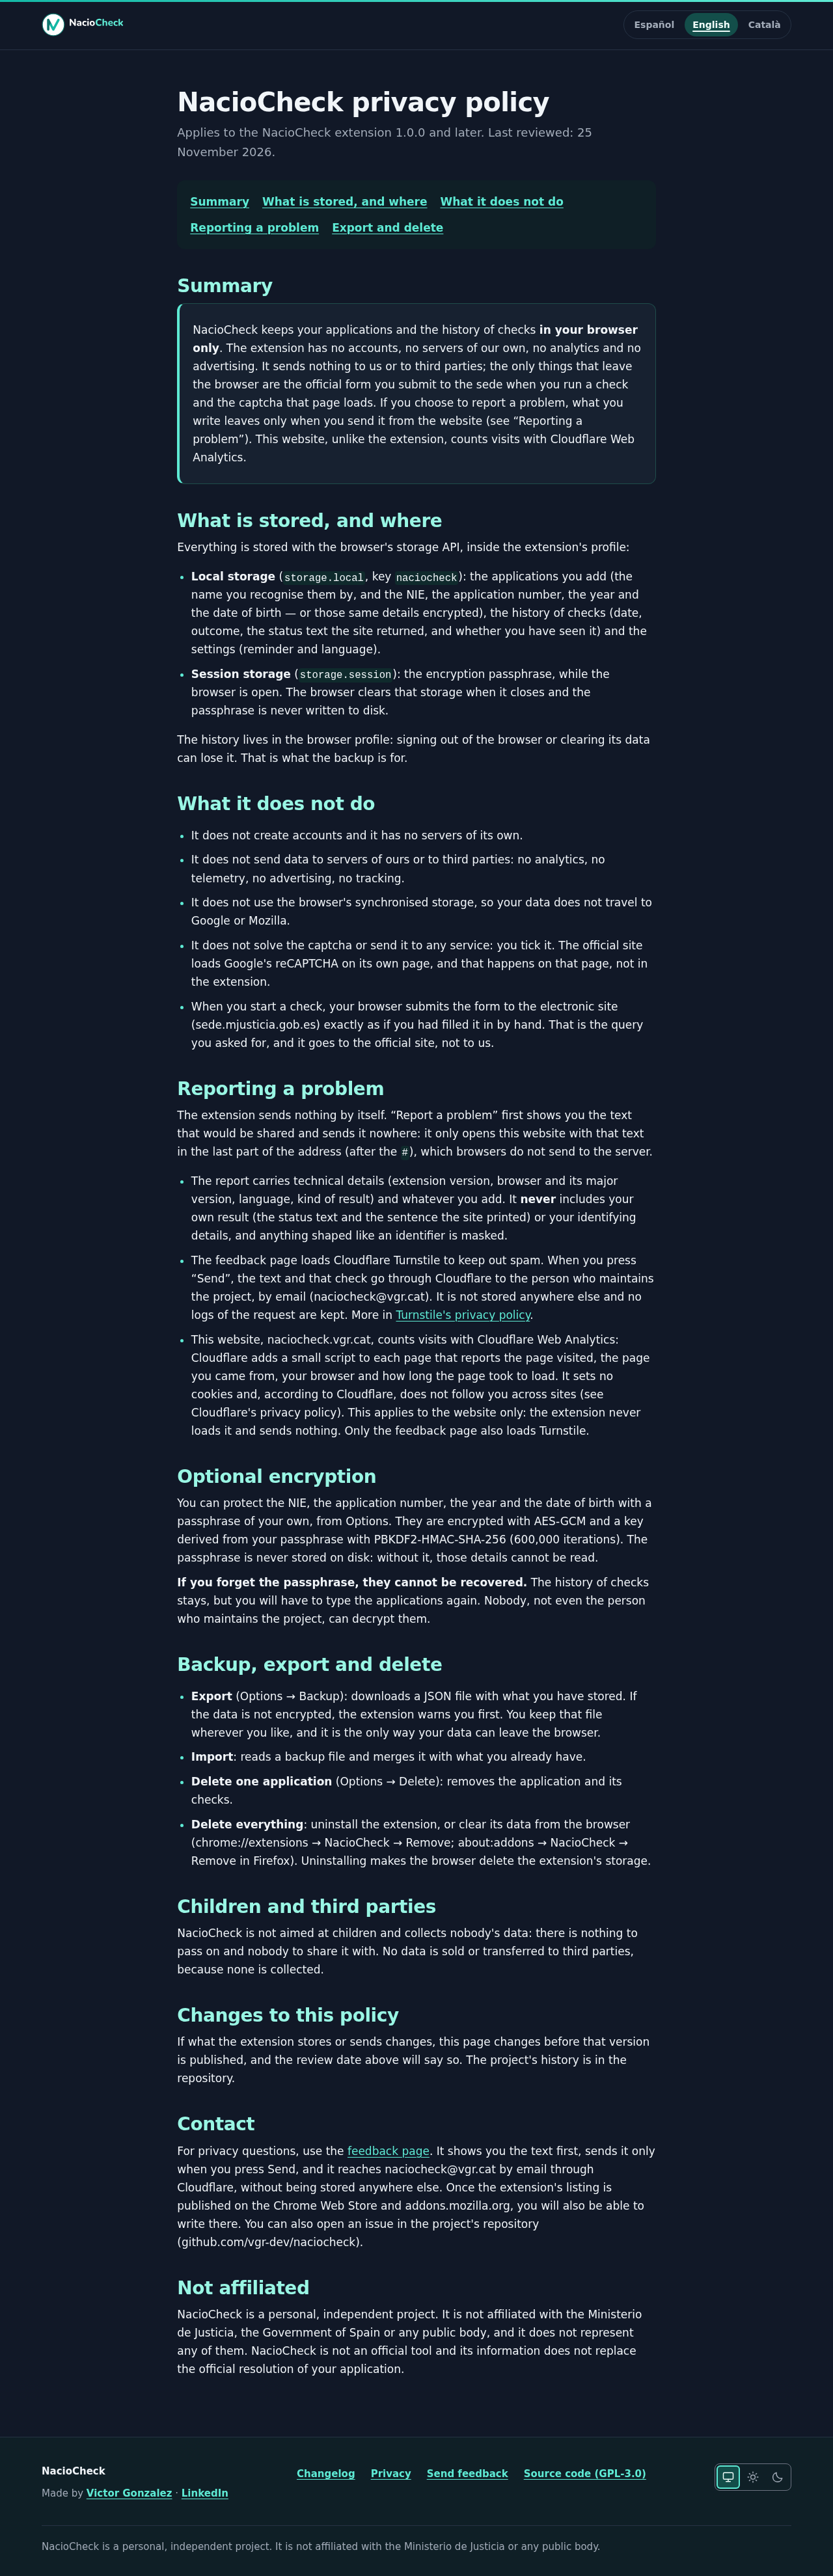 NacioCheck
Español English Català
NacioCheck privacy policy
Applies to the NacioCheck extension 1.0.0 and later. Last reviewed: 25
November 2026.
Summary What is stored, and where What it does not do
Reporting a problem Export and delete
Summary
NacioCheck keeps your applications and the history of checks in your browser
only. The extension has no accounts, no servers of our own, no analytics and no
advertising. It sends nothing to us or to third parties; the only things that leave
the browser are the official form you submit to the sede when you run a check
and the captcha that page loads. If you choose to report a problem, what you
write leaves only when you send it from the website (see “Reporting a
problem”). This website, unlike the extension, counts visits with Cloudflare Web
Analytics.
What is stored, and where
Everything is stored with the browser's storage API, inside the extension's profile:
• Local storage (storage.local, key naciocheck): the applications you add (the
name you recognise them by, and the NIE, the application number, the year and
the date of birth — or those same details encrypted), the history of checks (date,
outcome, the status text the site returned, and whether you have seen it) and the
settings (reminder and language).
• Session storage (storage.session): the encryption passphrase, while the
browser is open. The browser clears that storage when it closes and the
passphrase is never written to disk.
The history lives in the browser profile: signing out of the browser or clearing its data
can lose it. That is what the backup is for.
What it does not do
• It does not create accounts and it has no servers of its own.
• It does not send data to servers of ours or to third parties: no analytics, no
telemetry, no advertising, no tracking.
• It does not use the browser's synchronised storage, so your data does not travel to
Google or Mozilla.
• It does not solve the captcha or send it to any service: you tick it. The official site
loads Google's reCAPTCHA on its own page, and that happens on that page, not in
the extension.
• When you start a check, your browser submits the form to the electronic site
(sede.mjusticia.gob.es) exactly as if you had filled it in by hand. That is the query
you asked for, and it goes to the official site, not to us.
Reporting a problem
The extension sends nothing by itself. “Report a problem” first shows you the text
that would be shared and sends it nowhere: it only opens this website with that text
in the last part of the address (after the #), which browsers do not send to the server.
• The report carries technical details (extension version, browser and its major
version, language, kind of result) and whatever you add. It never includes your
own result (the status text and the sentence the site printed) or your identifying
details, and anything shaped like an identifier is masked.
• The feedback page loads Cloudflare Turnstile to keep out spam. When you press
“Send”, the text and that check go through Cloudflare to the person who maintains
the project, by email (naciocheck@vgr.cat). It is not stored anywhere else and no
logs of the request are kept. More in Turnstile's privacy policy.
• This website, naciocheck.vgr.cat, counts visits with Cloudflare Web Analytics:
Cloudflare adds a small script to each page that reports the page visited, the page
you came from, your browser and how long the page took to load. It sets no
cookies and, according to Cloudflare, does not follow you across sites (see
Cloudflare's privacy policy). This applies to the website only: the extension never
loads it and sends nothing. Only the feedback page also loads Turnstile.
Optional encryption
You can protect the NIE, the application number, the year and the date of birth with a
passphrase of your own, from Options. They are encrypted with AES-GCM and a key
derived from your passphrase with PBKDF2-HMAC-SHA-256 (600,000 iterations). The
passphrase is never stored on disk: without it, those details cannot be read.
If you forget the passphrase, they cannot be recovered. The history of checks
stays, but you will have to type the applications again. Nobody, not even the person
who maintains the project, can decrypt them.
Backup, export and delete
• Export (Options → Backup): downloads a JSON file with what you have stored. If
the data is not encrypted, the extension warns you first. You keep that file
wherever you like, and it is the only way your data can leave the browser.
• Import: reads a backup file and merges it with what you already have.
• Delete one application (Options → Delete): removes the application and its
checks.
• Delete everything: uninstall the extension, or clear its data from the browser
(chrome://extensions → NacioCheck → Remove; about:addons → NacioCheck →
Remove in Firefox). Uninstalling makes the browser delete the extension's storage.
Children and third parties
NacioCheck is not aimed at children and collects nobody's data: there is nothing to
pass on and nobody to share it with. No data is sold or transferred to third parties,
because none is collected.
Changes to this policy
If what the extension stores or sends changes, this page changes before that version
is published, and the review date above will say so. The project's history is in the
repository.
Contact
For privacy questions, use the feedback page. It shows you the text first, sends it only
when you press Send, and it reaches naciocheck@vgr.cat by email through
Cloudflare, without being stored anywhere else. Once the extension's listing is
published on the Chrome Web Store and addons.mozilla.org, you will also be able to
write there. You can also open an issue in the project's repository
(github.com/vgr-dev/naciocheck).
Not affiliated
NacioCheck is a personal, independent project. It is not affiliated with the Ministerio
de Justicia, the Government of Spain or any public body, and it does not represent
any of them. NacioCheck is not an official tool and its information does not replace
the official resolution of your application.
NacioCheck
Made by Victor Gonzalez · LinkedIn
Changelog Privacy Send feedback Source code (GPL-3.0)
NacioCheck is a personal, independent project. It is not affiliated with the Ministerio de Justicia or any public body.